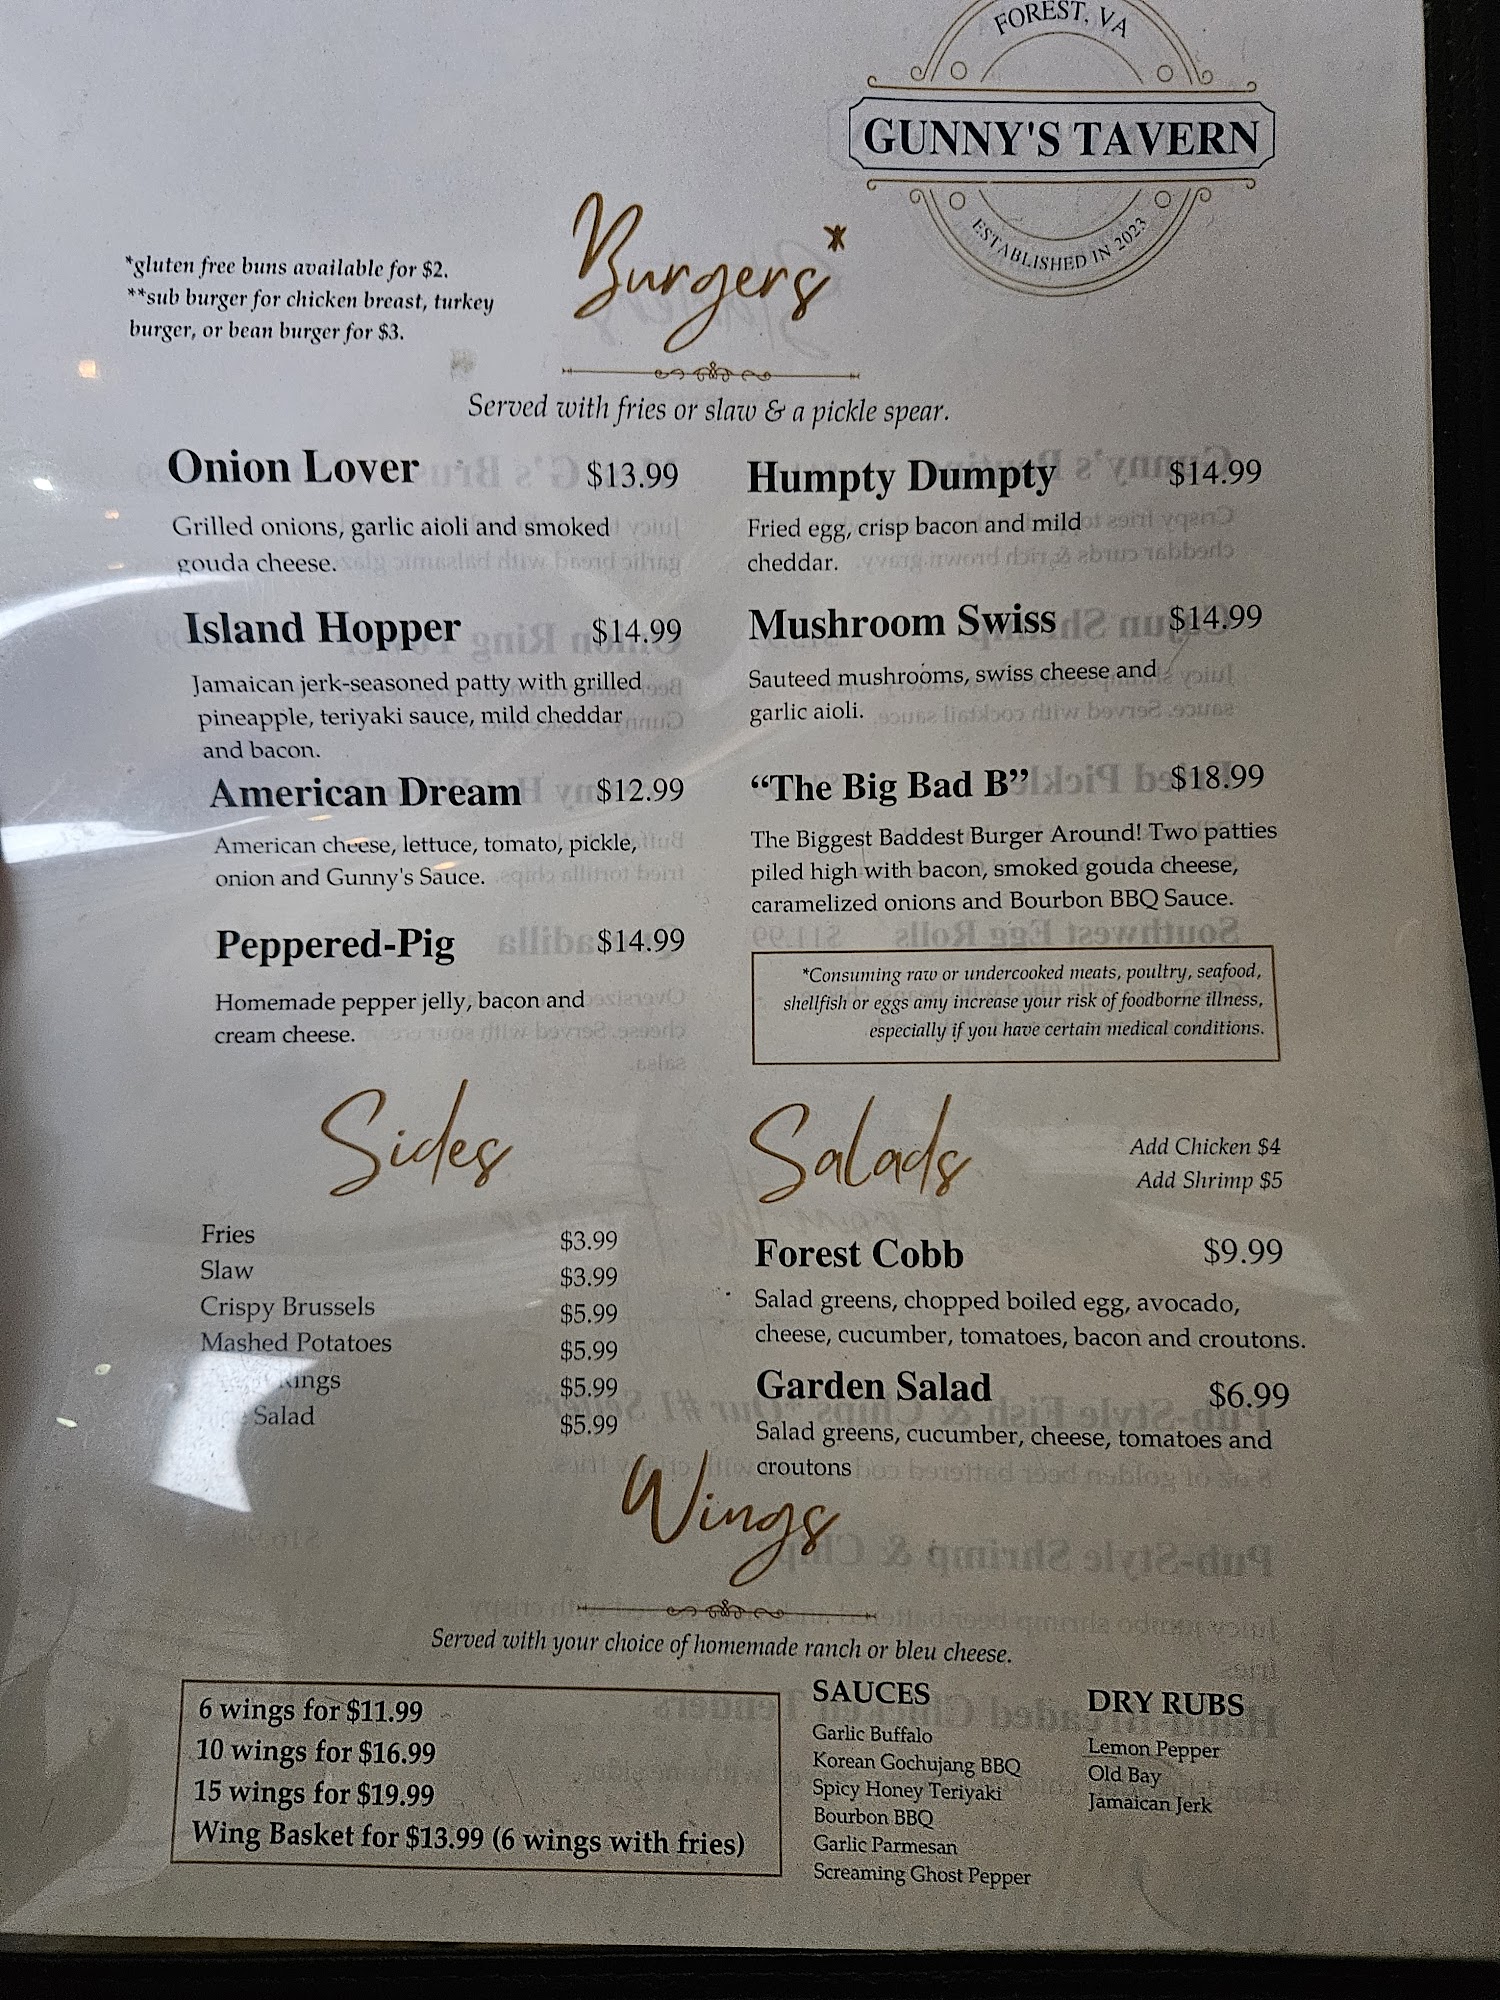 FOREST, VA
GUNNY'S TAVERN
ESTABLISHED IN 2023
Burgers*
*gluten free buns available for $2.
**sub burger for chicken breast, turkey
burger, or bean burger for $3.
Served with fries or slaw & a pickle spear.
Onion Lover $13.99
Grilled onions, garlic aioli and smoked
gouda cheese.
Island Hopper $14.99
Jamaican jerk-seasoned patty with grilled
pineapple, teriyaki sauce, mild cheddar
and bacon.
American Dream $12.99
American cheese, lettuce, tomato, pickle,
onion and Gunny's Sauce.
Peppered-Pig $14.99
Homemade pepper jelly, bacon and
cream cheese.
Humpty Dumpty $14.99
Fried egg, crisp bacon and mild
cheddar.
Mushroom Swiss $14.99
Sauteed mushrooms, swiss cheese and
garlic aioli.
“The Big Bad B” $18.99
The Biggest Baddest Burger Around! Two patties
piled high with bacon, smoked gouda cheese,
caramelized onions and Bourbon BBQ Sauce.
*Consuming raw or undercooked meats, poultry, seafood,
shellfish or eggs amy increase your risk of foodborne illness,
especially if you have certain medical conditions.
Sides
Fries $3.99
Slaw $3.99
Crispy Brussels $5.99
Mashed Potatoes $5.99
Rings $5.99
Salad $5.99
Salads
Add Chicken $4
Add Shrimp $5
Forest Cobb $9.99
Salad greens, chopped boiled egg, avocado,
cheese, cucumber, tomatoes, bacon and croutons.
Garden Salad $6.99
Salad greens, cucumber, cheese, tomatoes and
croutons
Wings
Served with your choice of homemade ranch or bleu cheese.
6 wings for $11.99
10 wings for $16.99
15 wings for $19.99
Wing Basket for $13.99 (6 wings with fries)
SAUCES
Garlic Buffalo
Korean Gochujang BBQ
Spicy Honey Teriyaki
Bourbon BBQ
Garlic Parmesan
Screaming Ghost Pepper
DRY RUBS
Lemon Pepper
Old Bay
Jamaican Jerk